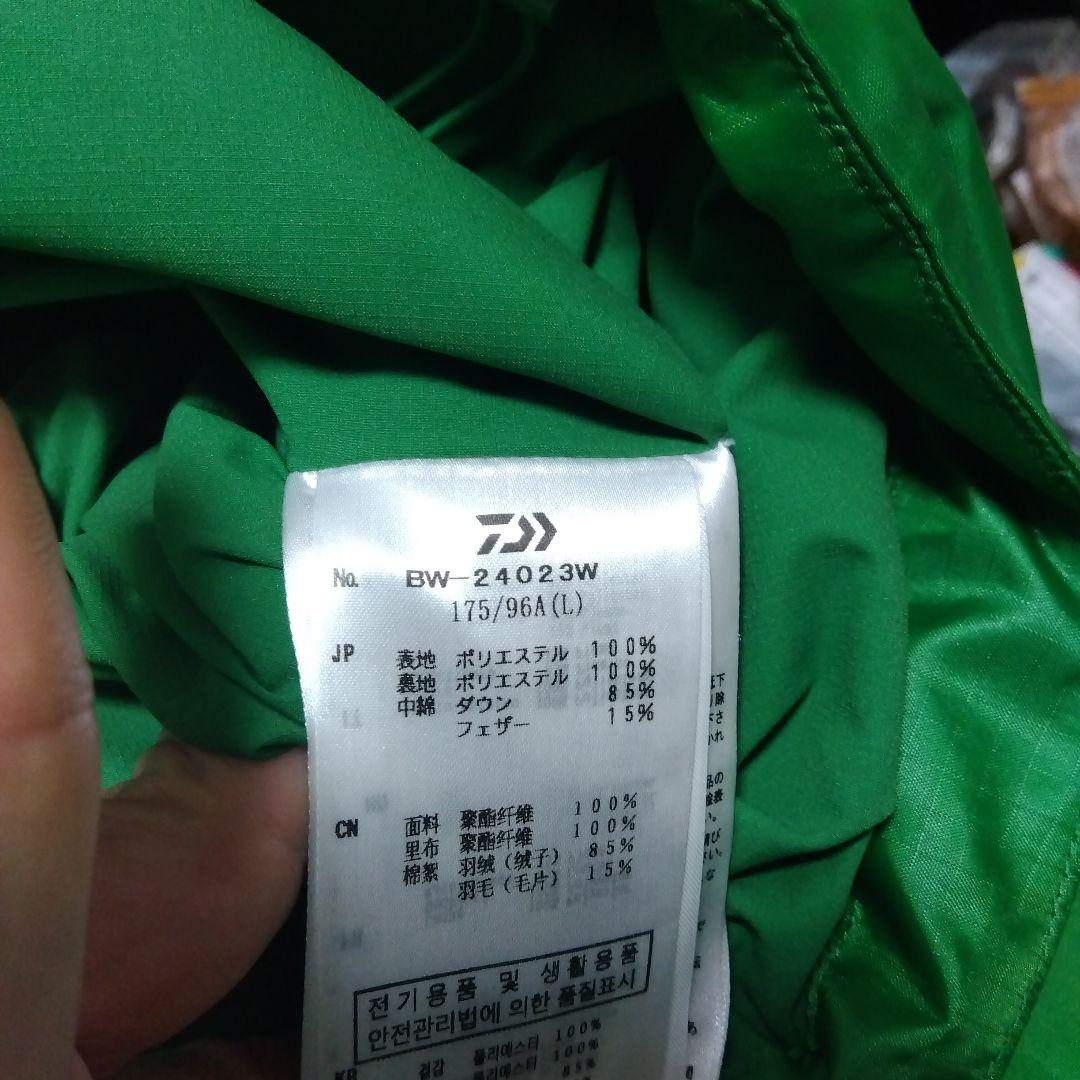 No. BW-24023W
175/96A(L)
JP 表地 ポリエステル 100%
裏地 ポリエステル 100%
中綿 ダウン 85%
フェザー 15%
CN 面料 聚酯纤维 100%
里布 聚酯纤维 100%
棉絮 羽绒(绒子) 85%
羽毛(毛片) 15%
전기용품 및 생활용품
안전관리법에 의한 품질표시
KR 겉감 폴리에스터 100%
폴리에스터 100%
85%